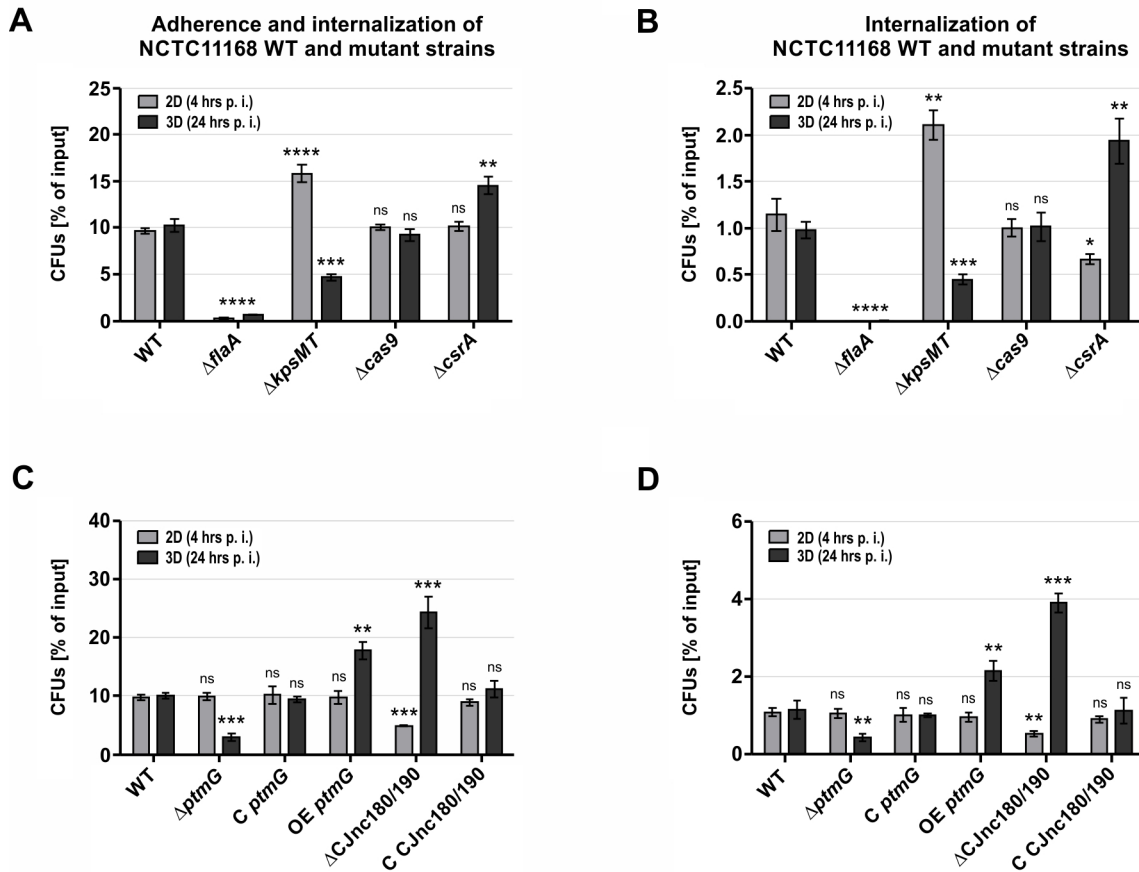 A
Adherence and internalization of
NCTC11168 WT and mutant strains
CFUs [% of input]
25
20
15
10
5
0
2D (4 hrs p. i.)
3D (24 hrs p. i.)
****
****
***
ns
ns
ns
**
WT
ΔflaA
ΔkpsMT
Δcas9
ΔcsrA
B
Internalization of
NCTC11168 WT and mutant strains
CFUs [% of input]
2.5
2.0
1.5
1.0
0.5
0.0
2D (4 hrs p. i.)
3D (24 hrs p. i.)
****
**
***
ns
ns
*
**
WT
ΔflaA
ΔkpsMT
Δcas9
ΔcsrA
C
CFUs [% of input]
40
30
20
10
0
2D (4 hrs p. i.)
3D (24 hrs p. i.)
ns
***
ns
ns
ns
**
***
***
ns
ns
WT
ΔptmG
C ptmG
OE ptmG
ΔCJnc180/190
C CJnc180/190
D
CFUs [% of input]
6
4
2
0
2D (4 hrs p. i.)
3D (24 hrs p. i.)
ns
**
ns
ns
ns
**
**
***
ns
ns
WT
ΔptmG
C ptmG
OE ptmG
ΔCJnc180/190
C CJnc180/190